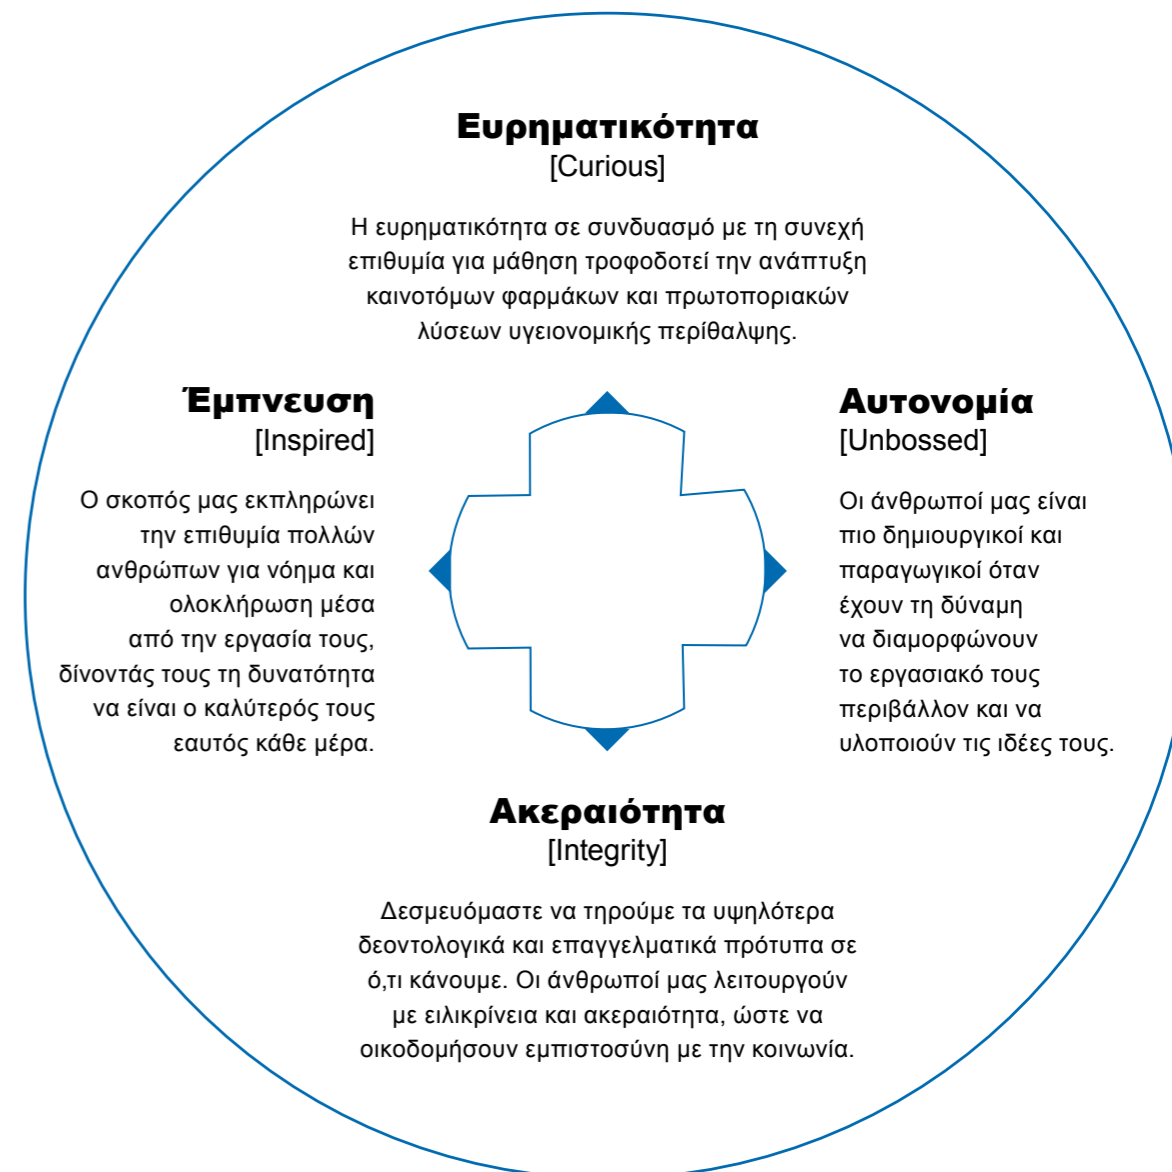 Ευρηματικότητα
[Curious]
Η ευρηματικότητα σε συνδυασμό με τη συνεχή
επιθυμία για μάθηση τροφοδοτεί την ανάπτυξη
καινοτόμων φαρμάκων και πρωτοποριακών
λύσεων υγειονομικής περίθαλψης.
Έμπνευση
[Inspired]
Ο σκοπός μας εκπληρώνει
την επιθυμία πολλών
ανθρώπων για νόημα και
ολοκλήρωση μέσα
από την εργασία τους,
δίνοντάς τους τη δυνατότητα
να είναι ο καλύτερός τους
εαυτός κάθε μέρα.
Αυτονομία
[Unbossed]
Οι άνθρωποί μας είναι
πιο δημιουργικοί και
παραγωγικοί όταν
έχουν τη δύναμη
να διαμορφώνουν
το εργασιακό τους
περιβάλλον και να
υλοποιούν τις ιδέες τους.
Ακεραιότητα
[Integrity]
Δεσμευόμαστε να τηρούμε τα υψηλότερα
δεοντολογικά και επαγγελματικά πρότυπα σε
ό,τι κάνουμε. Οι άνθρωποί μας λειτουργούν
με ειλικρίνεια και ακεραιότητα, ώστε να
οικοδομήσουν εμπιστοσύνη με την κοινωνία.